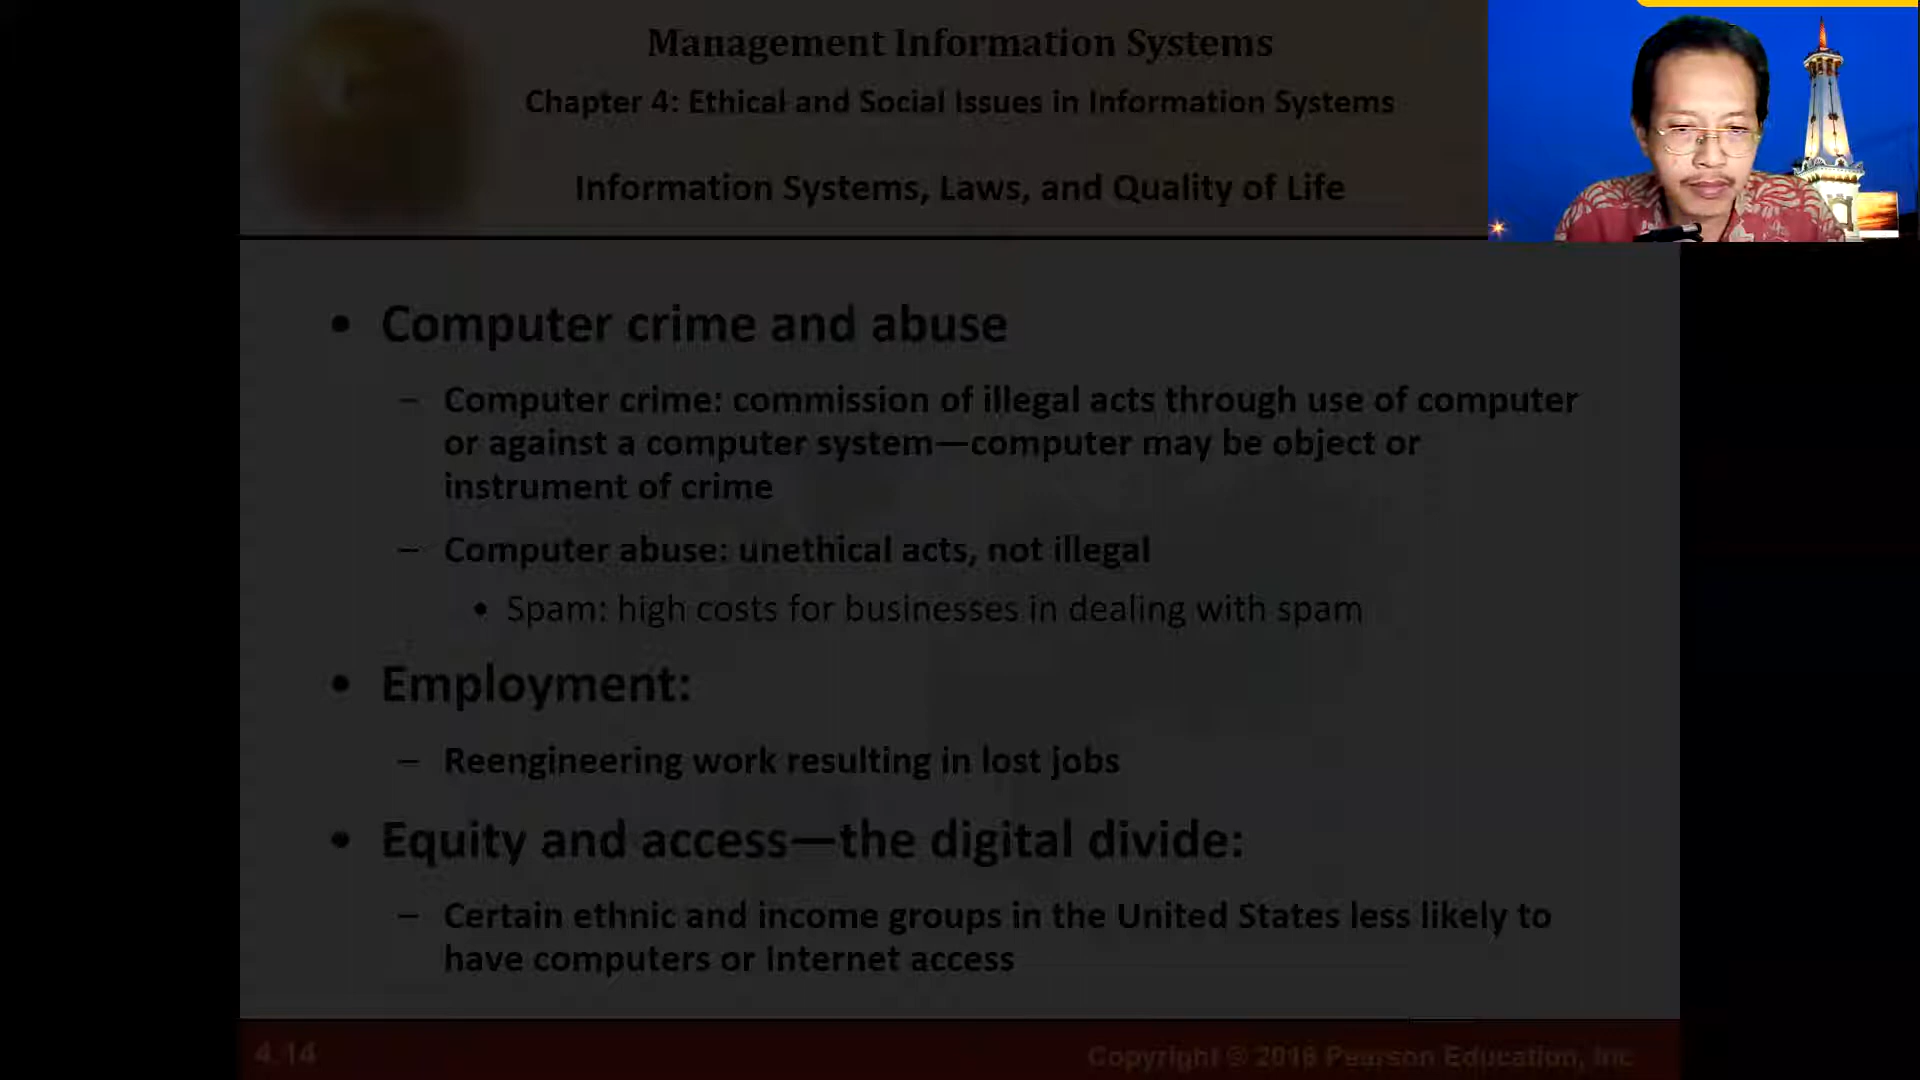 Management Information Systems
Chapter 4: Ethical and Social Issues in Information Systems
Information Systems, Laws, and Quality of Life
• Computer crime and abuse
– Computer crime: commission of illegal acts through use of computer
or against a computer system—computer may be object or
instrument of crime
– Computer abuse: unethical acts, not illegal
• Spam: high costs for businesses in dealing with spam
• Employment:
– Reengineering work resulting in lost jobs
• Equity and access—the digital divide:
– Certain ethnic and income groups in the United States less likely to
have computers or Internet access
4.14
Copyright © 2016 Pearson Education, Inc.